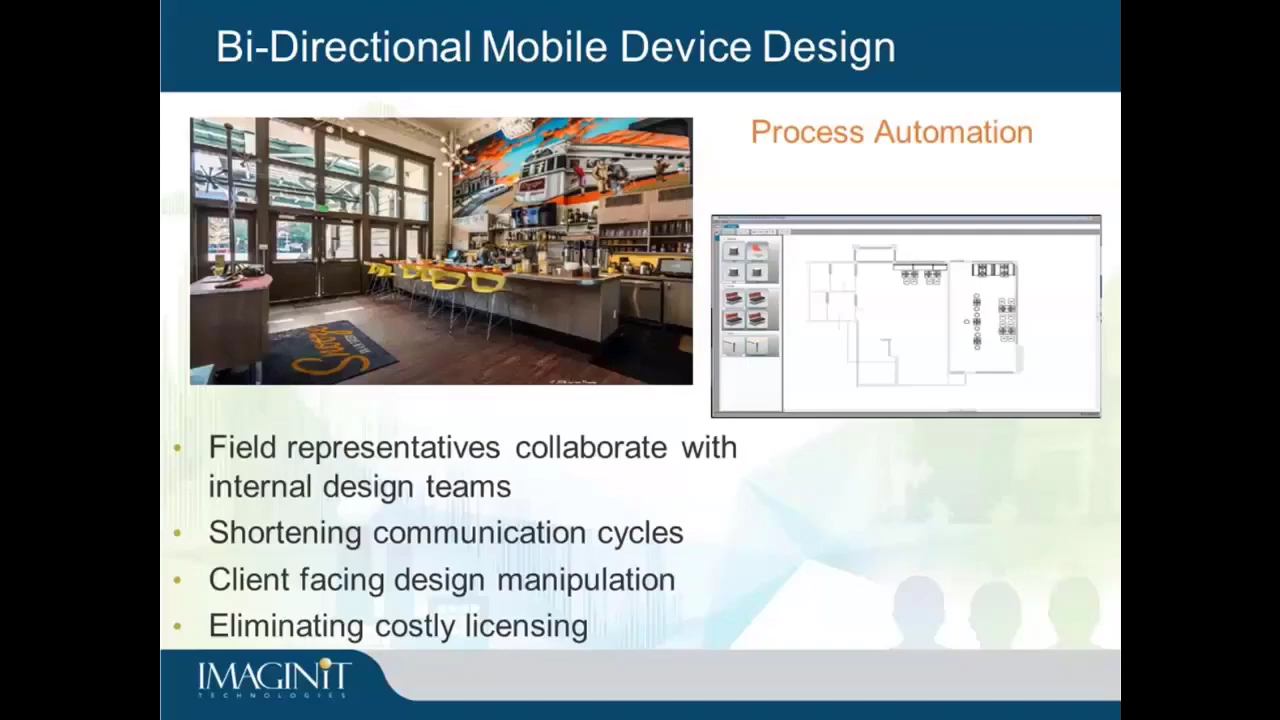 Bi-Directional Mobile Device Design
Process Automation
• Field representatives collaborate with
internal design teams
• Shortening communication cycles
• Client facing design manipulation
• Eliminating costly licensing
IMAGINiT
TECHNOLOGIES